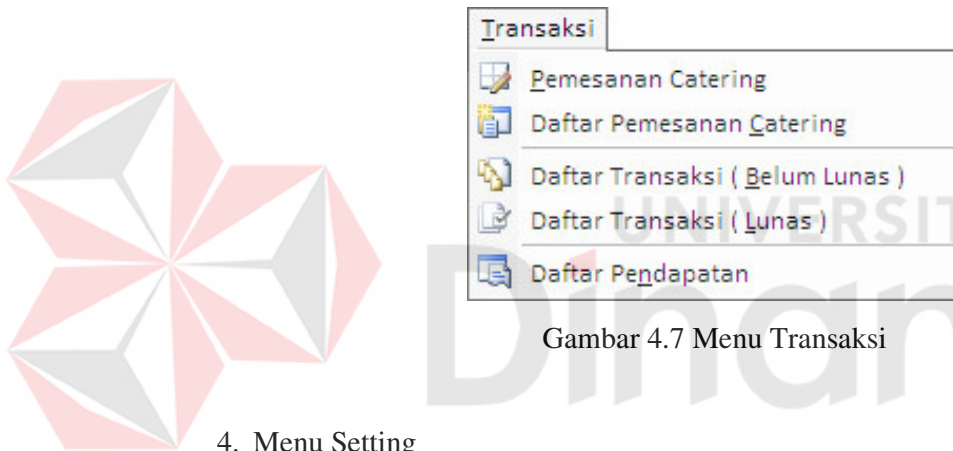 Transaksi
Pemesanan Catering
Daftar Pemesanan Catering
Daftar Transaksi ( Belum Lunas )
Daftar Transaksi ( Lunas )
Daftar Pendapatan
Gambar 4.7 Menu Transaksi
4. Menu Setting